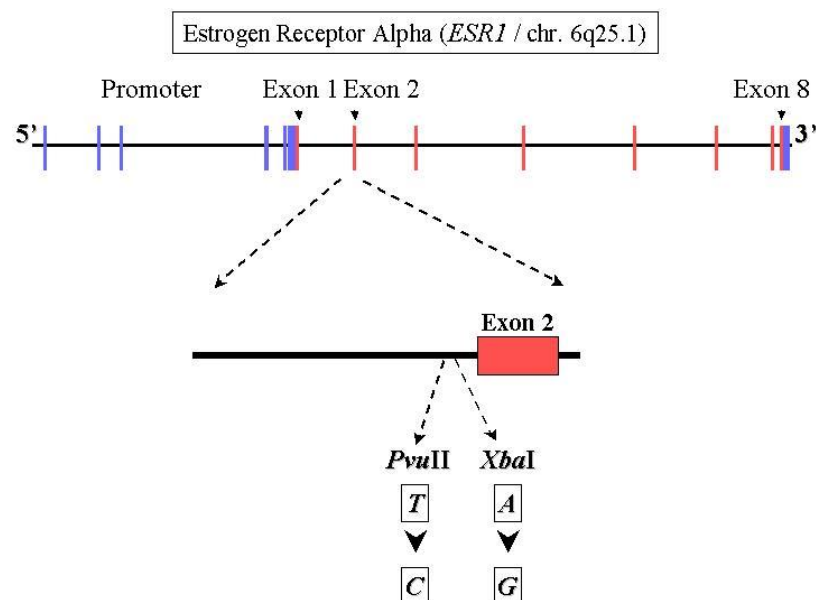 Estrogen Receptor Alpha (ESR1 / chr. 6q25.1)
Promoter Exon 1 Exon 2 Exon 8
5’ 3’
Exon 2
PvuII XbaI
T A
C G